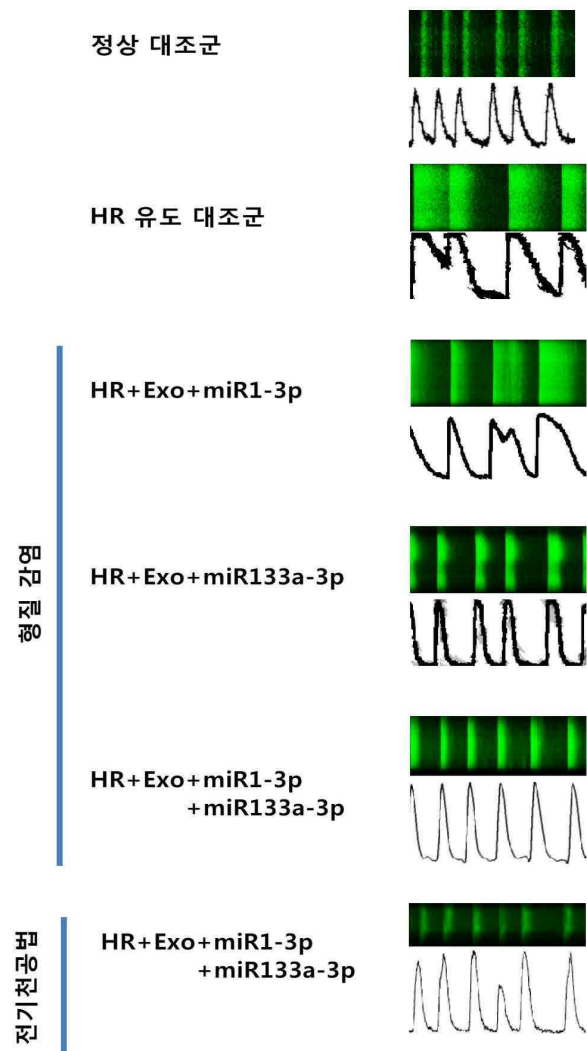 정상 대조군
HR 유도 대조군
형질 감염
HR+Exo+miR1-3p
HR+Exo+miR133a-3p
HR+Exo+miR1-3p
+miR133a-3p
전기천공법
HR+Exo+miR1-3p
+miR133a-3p